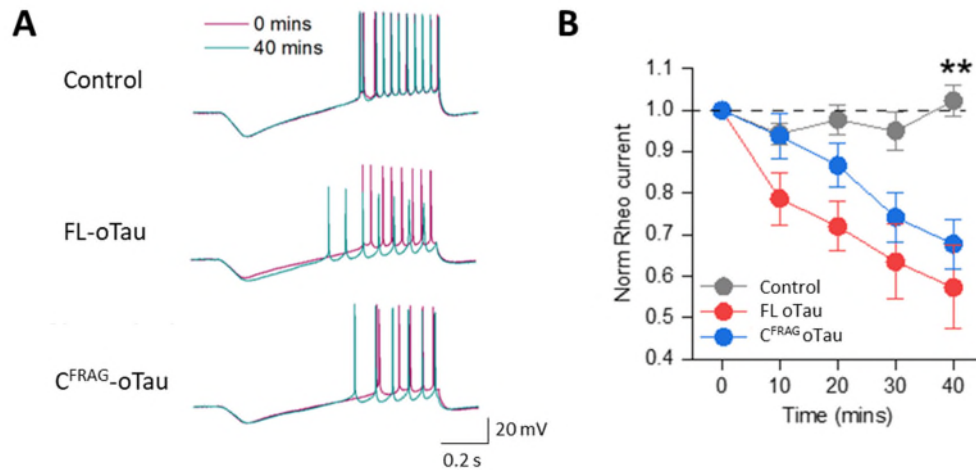 A
0 mins
40 mins
Control
FL-oTau
C^FRAG-oTau
20 mV
0.2 s
B
**
1.1
1.0
0.9
0.8
0.7
0.6
0.5
0.4
Norm Rheo current
Control
FL oTau
C^FRAG oTau
0 10 20 30 40
Time (mins)